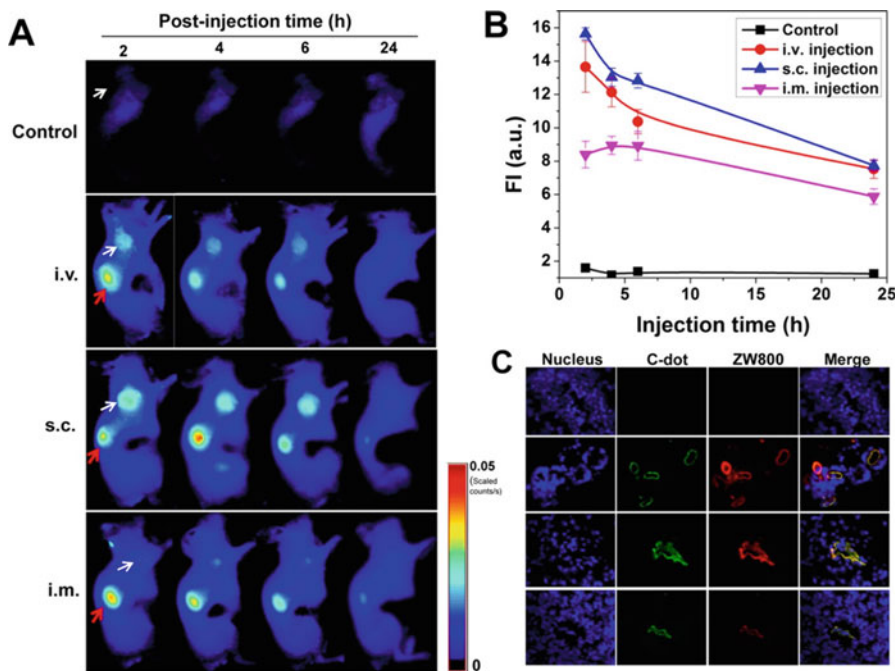 A
Post-injection time (h)
2 4 6 24
Control
i.v.
s.c.
i.m.
0.05
(Scaled
counts/s)
0
B
16
14
12
10
8
6
4
2
FI (a.u.)
Control
i.v. injection
s.c. injection
i.m. injection
0 5 10 15 20 25
Injection time (h)
C
Nucleus C-dot ZW800 Merge